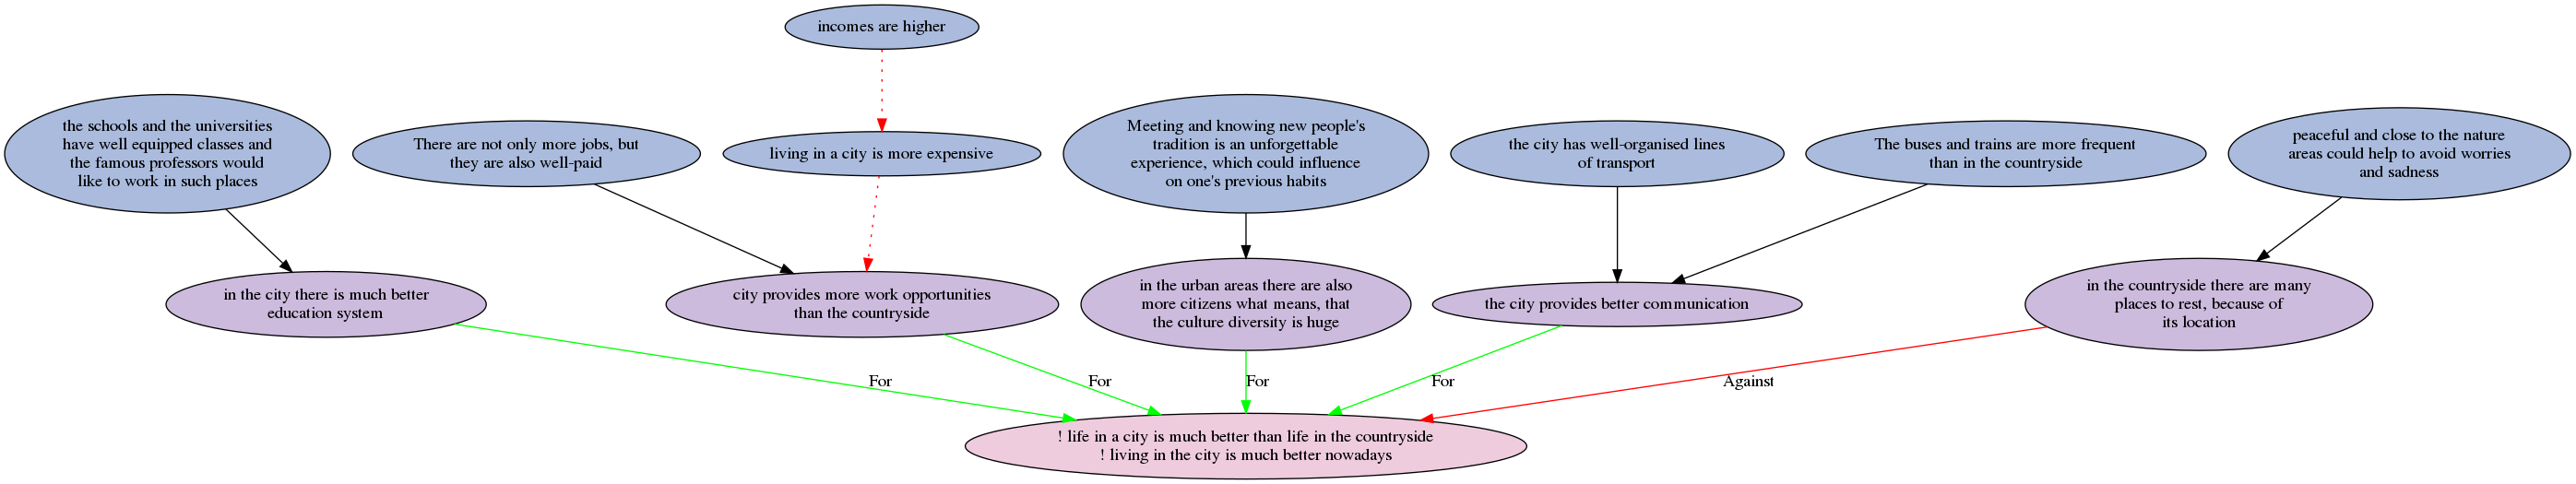 incomes are higher
the schools and the universities
have well equipped classes and
the famous professors would
like to work in such places
There are not only more jobs, but
they are also well-paid
living in a city is more expensive
Meeting and knowing new people's
tradition is an unforgettable
experience, which could influence
on one's previous habits
the city has well-organised lines
of transport
The buses and trains are more frequent
than in the countryside
peaceful and close to the nature
areas could help to avoid worries
and sadness
in the city there is much better
education system
city provides more work opportunities
than the countryside
in the urban areas there are also
more citizens what means, that
the culture diversity is huge
the city provides better communication
in the countryside there are many
places to rest, because of
its location
For
For
For
For
Against
! life in a city is much better than life in the countryside
! living in the city is much better nowadays